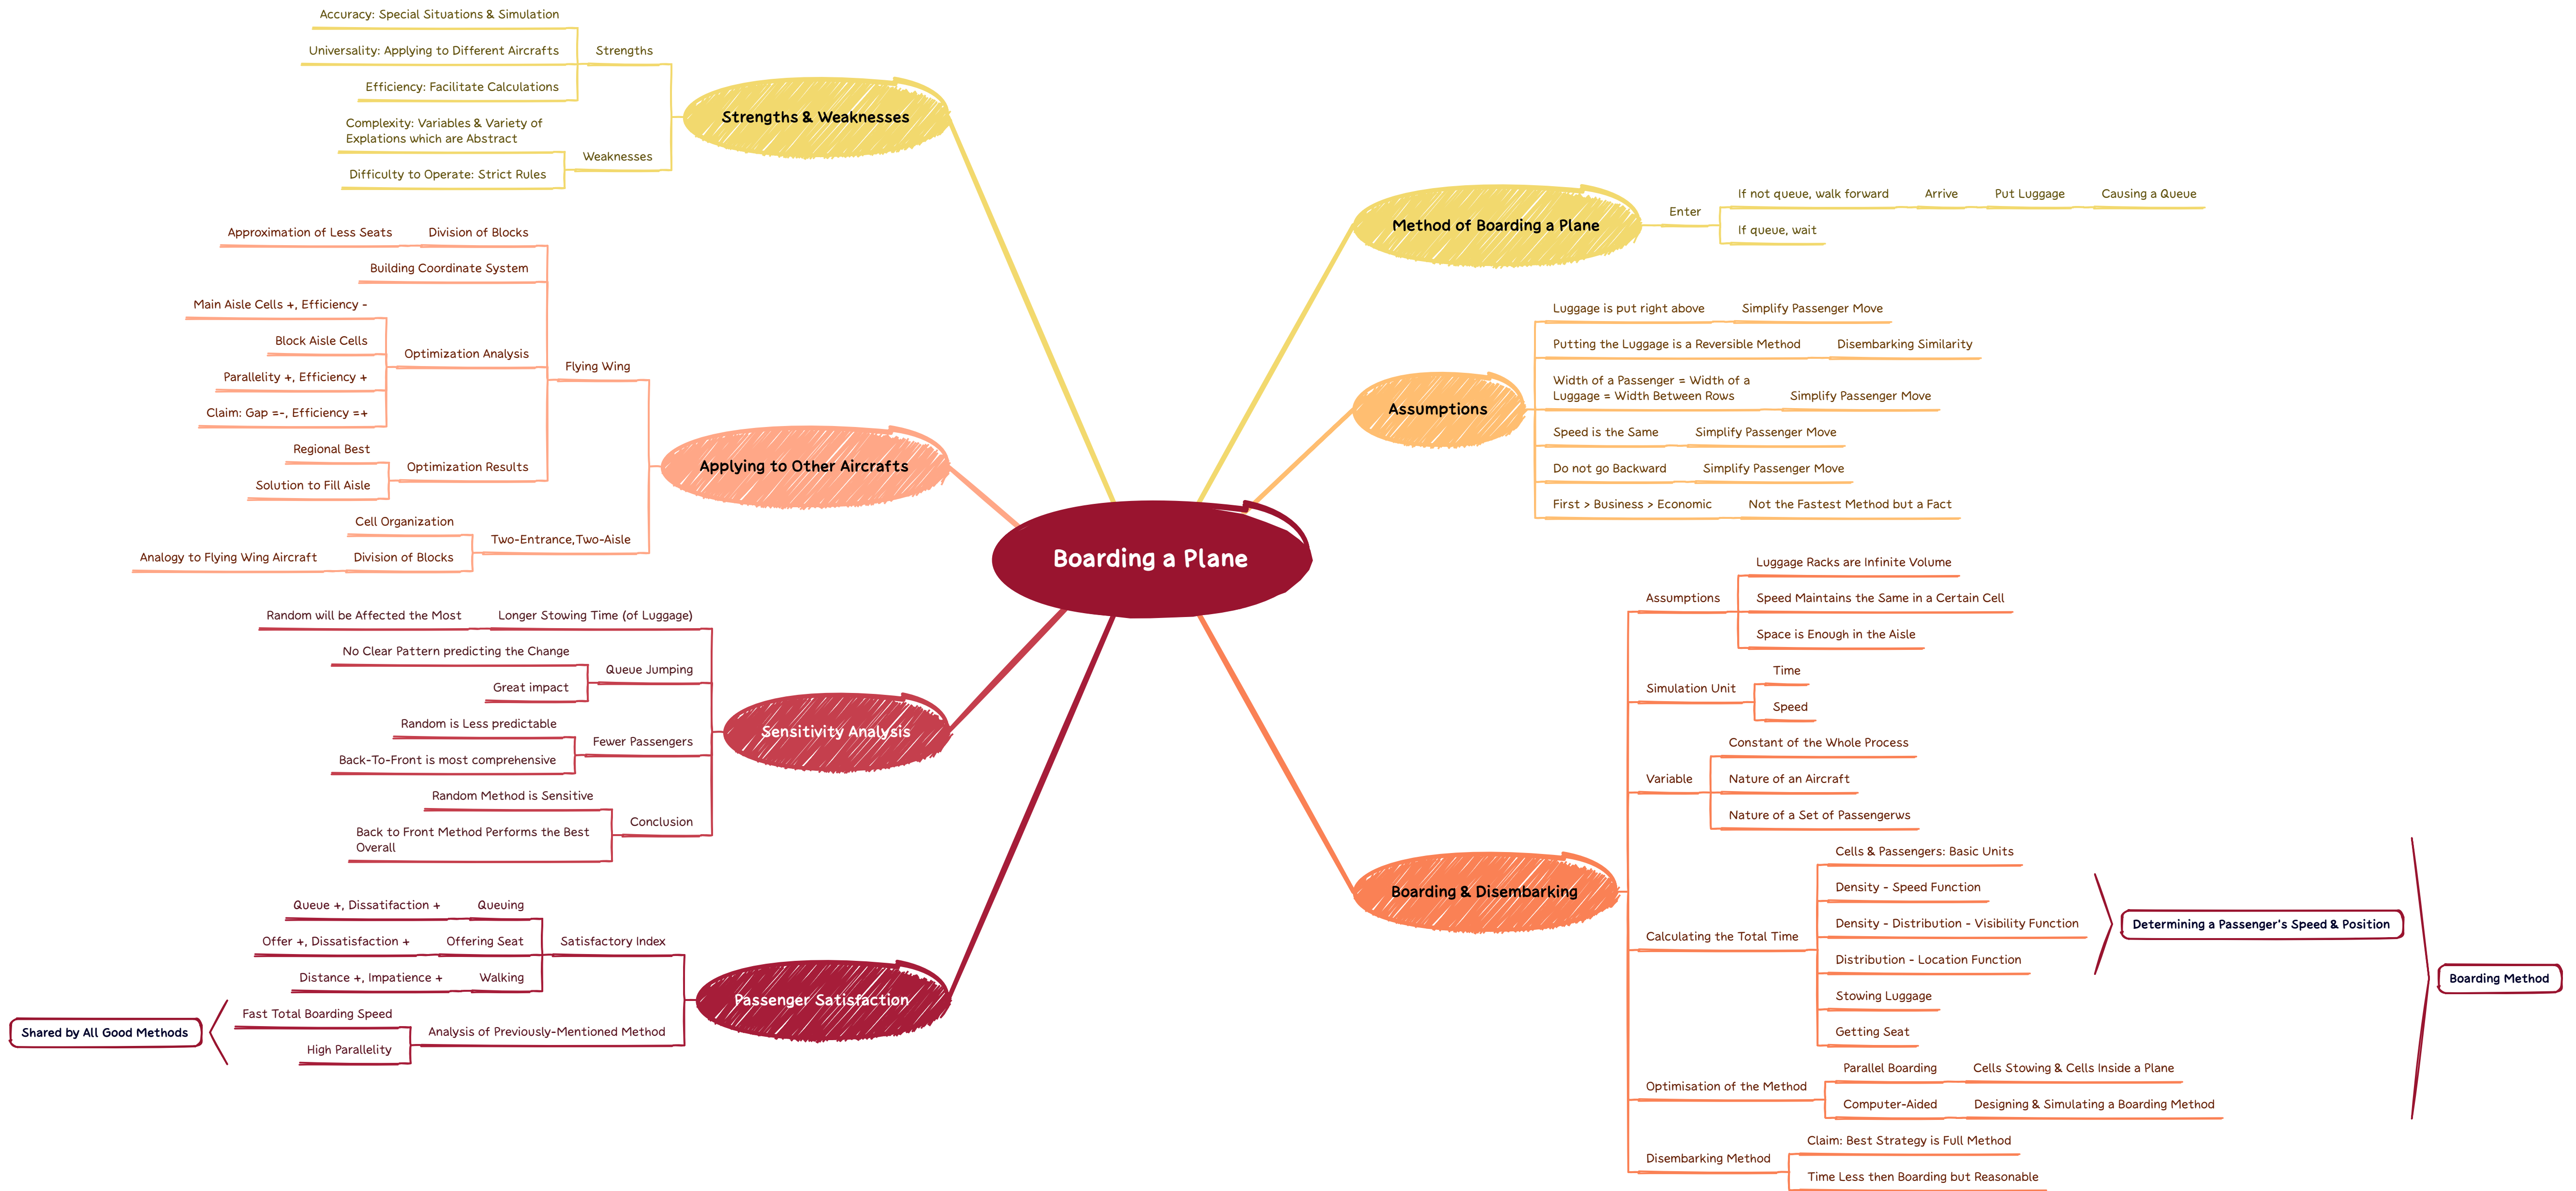 Boarding a Plane
Method of Boarding a Plane
Enter
If not queue, walk forward
Arrive
Put Luggage
Causing a Queue
If queue, wait
Assumptions
Luggage is put right above
Simplify Passenger Move
Putting the Luggage is a Reversible Method
Disembarking Similarity
Width of a Passenger = Width of a
Luggage = Width Between Rows
Simplify Passenger Move
Speed is the Same
Simplify Passenger Move
Do not go Backward
Simplify Passenger Move
First > Business > Economic
Not the Fastest Method but a Fact
Boarding & Disembarking
Assumptions
Luggage Racks are Infinite Volume
Speed Maintains the Same in a Certain Cell
Space is Enough in the Aisle
Simulation Unit
Time
Speed
Variable
Constant of the Whole Process
Nature of an Aircraft
Nature of a Set of Passengerws
Calculating the Total Time
Cells & Passengers: Basic Units
Density - Speed Function
Density - Distribution - Visibility Function
Distribution - Location Function
Stowing Luggage
Getting Seat
Determining a Passenger's Speed & Position
Optimisation of the Method
Parallel Boarding
Cells Stowing & Cells Inside a Plane
Computer-Aided
Designing & Simulating a Boarding Method
Boarding Method
Disembarking Method
Claim: Best Strategy is Full Method
Time Less then Boarding but Reasonable
Strengths & Weaknesses
Strengths
Accuracy: Special Situations & Simulation
Universality: Applying to Different Aircrafts
Efficiency: Facilitate Calculations
Weaknesses
Complexity: Variables & Variety of
Explations which are Abstract
Difficulty to Operate: Strict Rules
Applying to Other Aircrafts
Flying Wing
Division of Blocks
Approximation of Less Seats
Building Coordinate System
Optimization Analysis
Main Aisle Cells +, Efficiency -
Block Aisle Cells
Parallelity +, Efficiency +
Claim: Gap =-, Efficiency =+
Optimization Results
Regional Best
Solution to Fill Aisle
Two-Entrance,Two-Aisle
Cell Organization
Division of Blocks
Analogy to Flying Wing Aircraft
Sensitivity Analysis
Longer Stowing Time (of Luggage)
Random will be Affected the Most
Queue Jumping
No Clear Pattern predicting the Change
Great impact
Fewer Passengers
Random is Less predictable
Back-To-Front is most comprehensive
Conclusion
Random Method is Sensitive
Back to Front Method Performs the Best
Overall
Passenger Satisfaction
Satisfactory Index
Queuing
Queue +, Dissatifaction +
Offering Seat
Offer +, Dissatisfaction +
Walking
Distance +, Impatience +
Analysis of Previously-Mentioned Method
Fast Total Boarding Speed
High Parallelity
Shared by All Good Methods